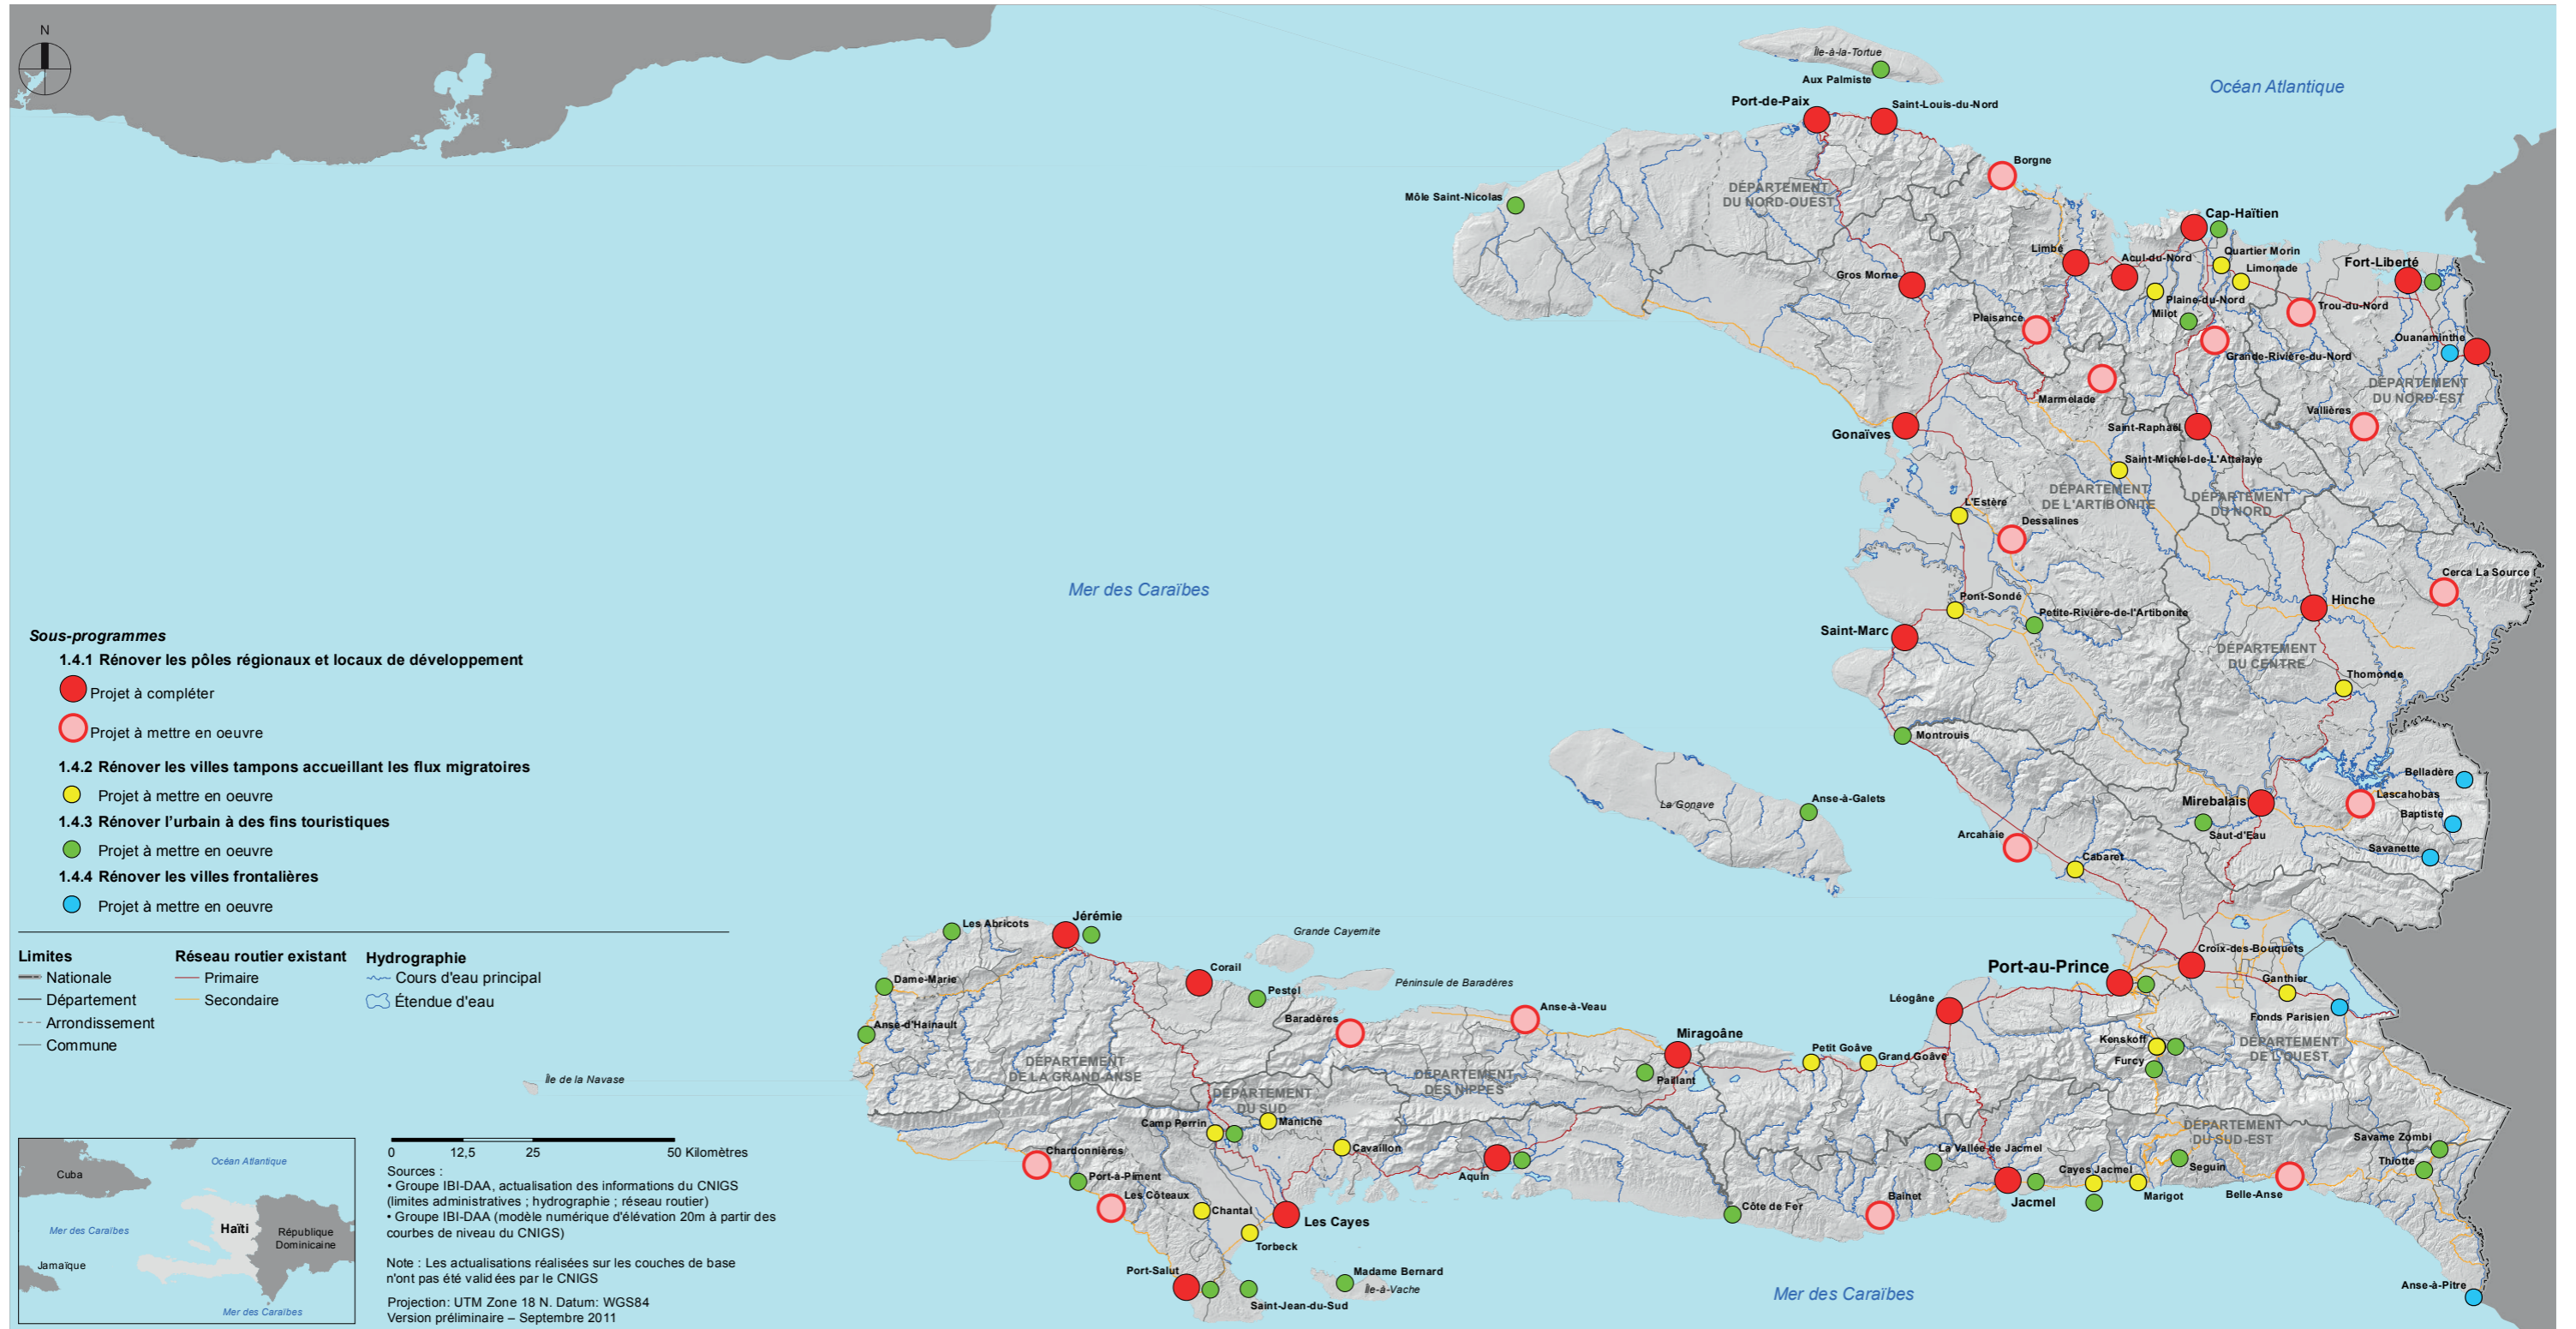 N
Île-à-la-Tortue
Aux Palmiste
Océan Atlantique
Port-de-Paix
Saint-Louis-du-Nord
Borgne
DÉPARTEMENT
DU NORD-OUEST
Môle Saint-Nicolas
Cap-Haïtien
Limbé
Quartier Morin
Acul-du-Nord
Limonade
Fort-Liberté
Gros Morne
Plaine-du-Nord
Trou-du-Nord
Milot
Plaisance
Ouanaminthe
Grande-Rivière-du-Nord
DÉPARTEMENT
DU NORD-EST
Marmelade
Vallières
Saint-Raphaël
Gonaïves
Saint-Michel-de-L'Attalaye
DÉPARTEMENT
DE L'ARTIBONITE
DÉPARTEMENT
DU NORD
L'Estère
Dessalines
Cerca La Source
Mer des Caraïbes
Pont-Sondé
Hinche
Petite-Rivière-de-l'Artibonite
Saint-Marc
DÉPARTEMENT
DU CENTRE
Thomonde
Montrouis
Belladère
La Gonave
Anse-à-Galets
Mirebalais
Lascahobas
Baptiste
Arcahaie
Saut-d'Eau
Savanette
Cabaret
Sous-programmes
1.4.1 Rénover les pôles régionaux et locaux de développement
Projet à compléter
Projet à mettre en oeuvre
1.4.2 Rénover les villes tampons accueillant les flux migratoires
Projet à mettre en oeuvre
1.4.3 Rénover l'urbain à des fins touristiques
Projet à mettre en oeuvre
1.4.4 Rénover les villes frontalières
Projet à mettre en oeuvre
Limites
Nationale
Département
Arrondissement
Commune
Réseau routier existant
Primaire
Secondaire
Hydrographie
Cours d'eau principal
Étendue d'eau
Les Abricots
Jérémie
Grande Cayemite
Corail
Péninsule de Baradères
Pestel
Dame-Marie
Anse-d'Hainault
Baradères
Anse-à-Veau
Miragoâne
Léogâne
Port-au-Prince
Croix-des-Bouquets
Ganthier
Fonds Parisien
Petit Goâve
Grand Goâve
Kenskoff
Furcy
DÉPARTEMENT
DE L'OUEST
DÉPARTEMENT
DE LA GRAND-ANSE
DÉPARTEMENT
DES NIPPES
Paillant
Île de la Navase
DÉPARTEMENT
DU SUD
Camp Perrin
Maniche
Cavaillon
Aquin
Chardonnières
Port-à-Piment
Les Côteaux
Chantal
Torbeck
Les Cayes
Port-Salut
Saint-Jean-du-Sud
Madame Bernard
Île-à-Vache
Côte de Fer
Bainet
La Vallée de Jacmel
Jacmel
Cayes Jacmel
Marigot
DÉPARTEMENT
DU SUD-EST
Seguin
Belle-Anse
Savame Zombi
Thiotte
Anse-à-Pitre
Mer des Caraïbes
Cuba
Océan Atlantique
Mer des Caraïbes
Haïti
République
Dominicaine
Jamaïque
Mer des Caraïbes
0 12,5 25 50 Kilomètres
Sources :
• Groupe IBI-DAA, actualisation des informations du CNIGS
(limites administratives ; hydrographie ; réseau routier)
• Groupe IBI-DAA (modèle numérique d'élévation 20m à partir des
courbes de niveau du CNIGS)
Note : Les actualisations réalisées sur les couches de base
n'ont pas été validées par le CNIGS
Projection: UTM Zone 18 N. Datum: WGS84
Version préliminaire – Septembre 2011